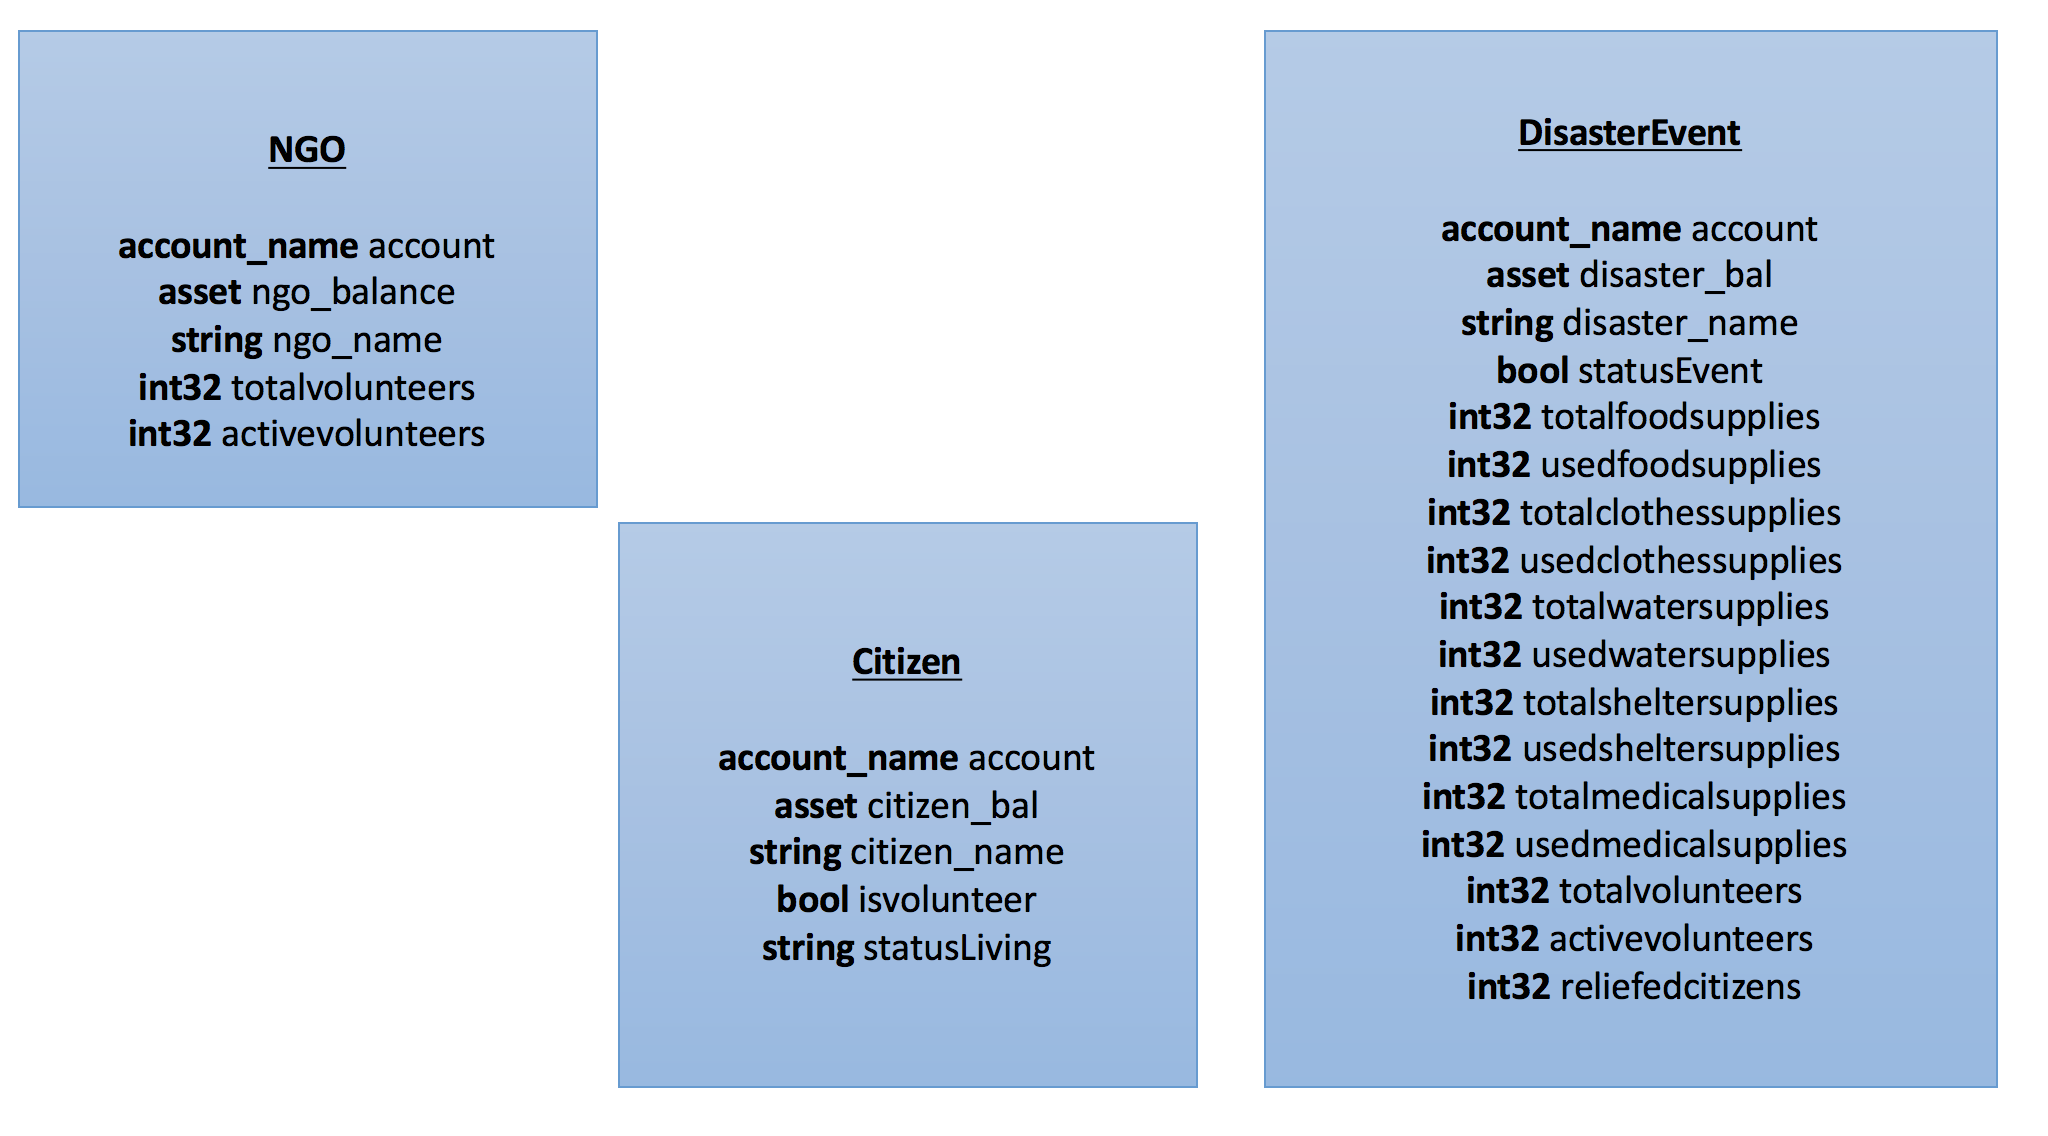 NGO
account_name account
asset ngo_balance
string ngo_name
int32 totalvolunteers
int32 activevolunteers
Citizen
account_name account
asset citizen_bal
string citizen_name
bool isvolunteer
string statusLiving
DisasterEvent
account_name account
asset disaster_bal
string disaster_name
bool statusEvent
int32 totalfoodsupplies
int32 usedfoodsupplies
int32 totalclothessupplies
int32 usedclothessupplies
int32 totalwatersupplies
int32 usedwatersupplies
int32 totalsheltersupplies
int32 usedsheltersupplies
int32 totalmedicalsupplies
int32 usedmedicalsupplies
int32 totalvolunteers
int32 activevolunteers
int32 reliefedcitizens